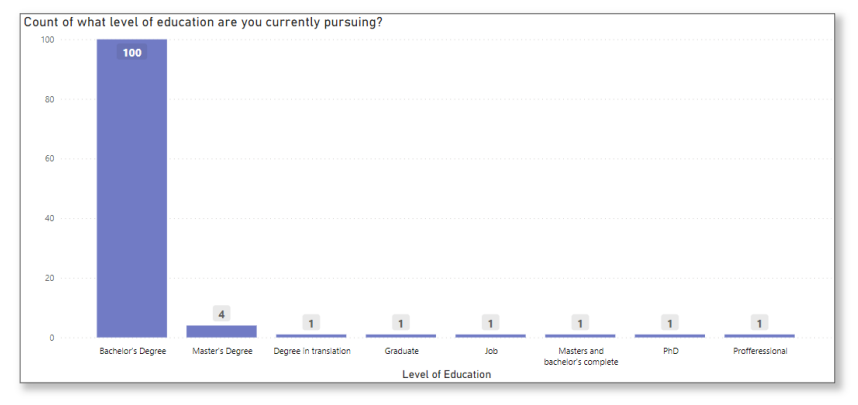 Count of what level of education are you currently pursuing?
100
80
60
40
20
0
100
4
1
1
1
1
1
1
Bachelor's Degree
Master's Degree
Degree in translation
Graduate
Job
Masters and
bachelor's complete
PhD
Profferessional
Level of Education